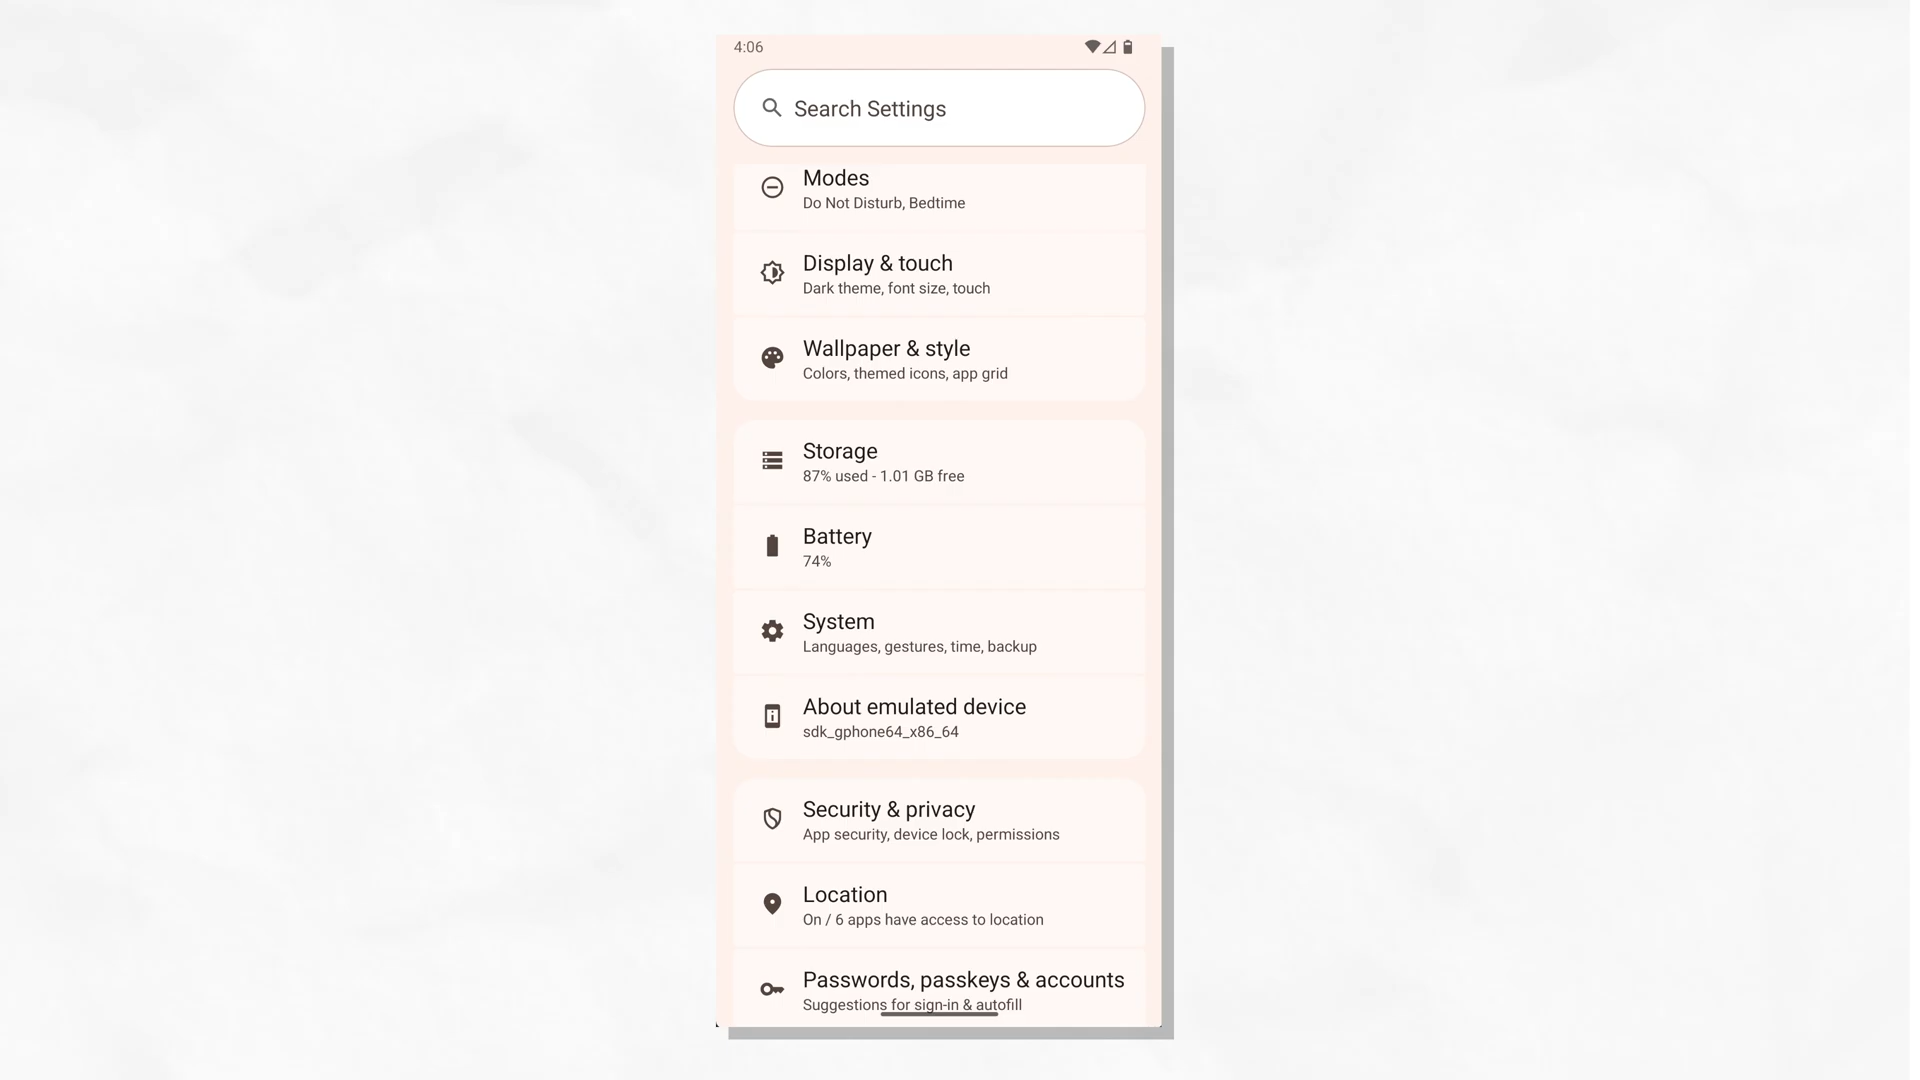 4:06
Search Settings
Modes
Do Not Disturb, Bedtime
Display & touch
Dark theme, font size, touch
Wallpaper & style
Colors, themed icons, app grid
Storage
87% used - 1.01 GB free
Battery
74%
System
Languages, gestures, time, backup
About emulated device
sdk_gphone64_x86_64
Security & privacy
App security, device lock, permissions
Location
On / 6 apps have access to location
Passwords, passkeys & accounts
Suggestions for sign-in & autofill